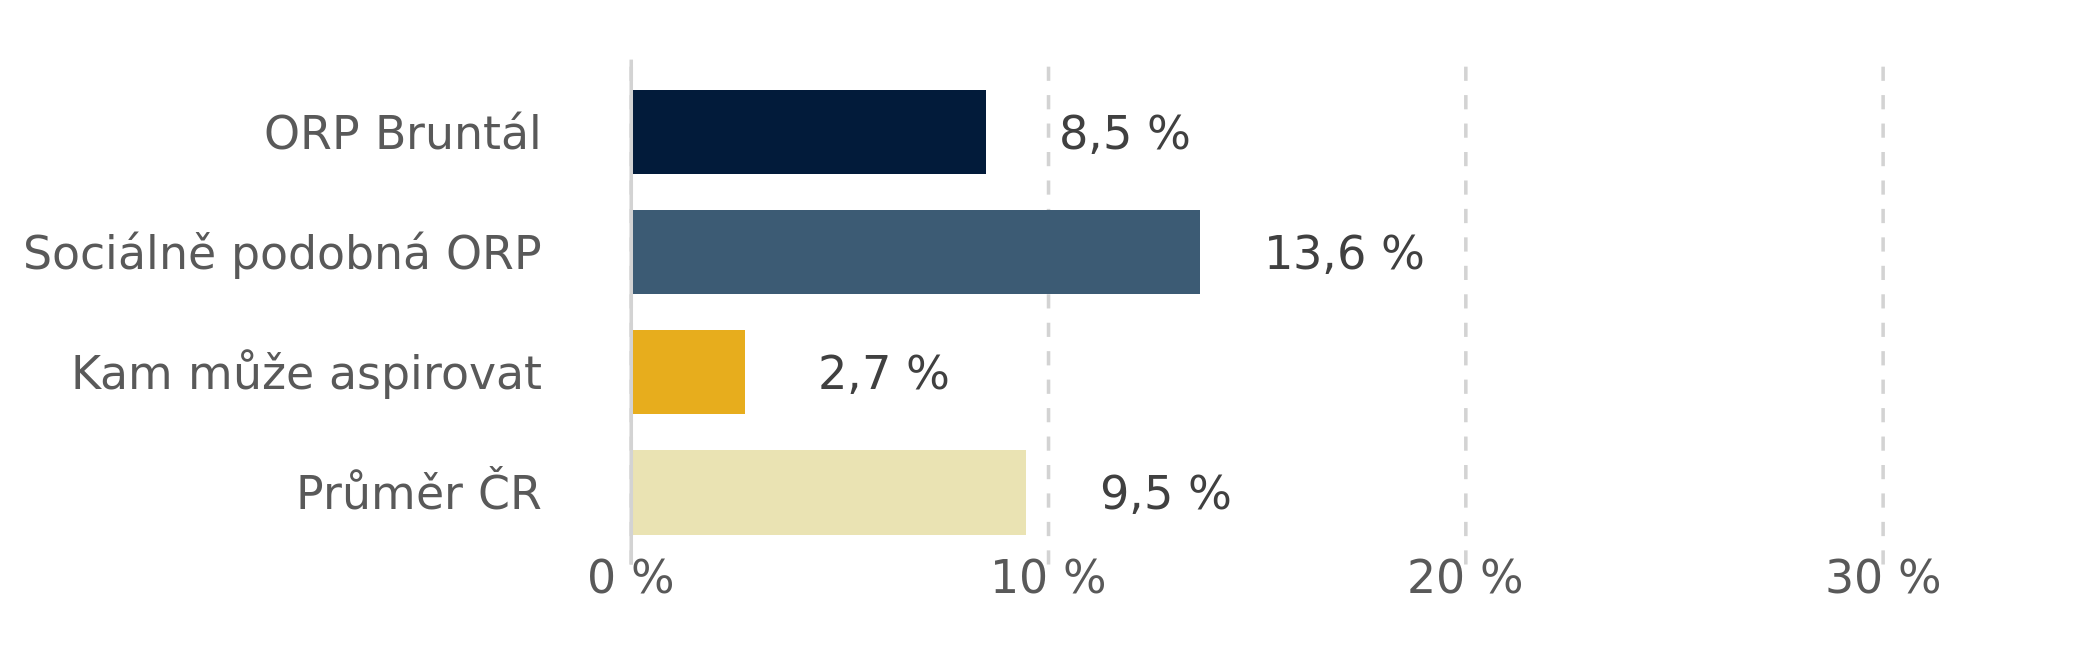 ORP Bruntál 8,5 %
Sociálně podobná ORP 13,6 %
Kam může aspirovat 2,7 %
Průměr ČR 9,5 %
0 % 10 % 20 % 30 %